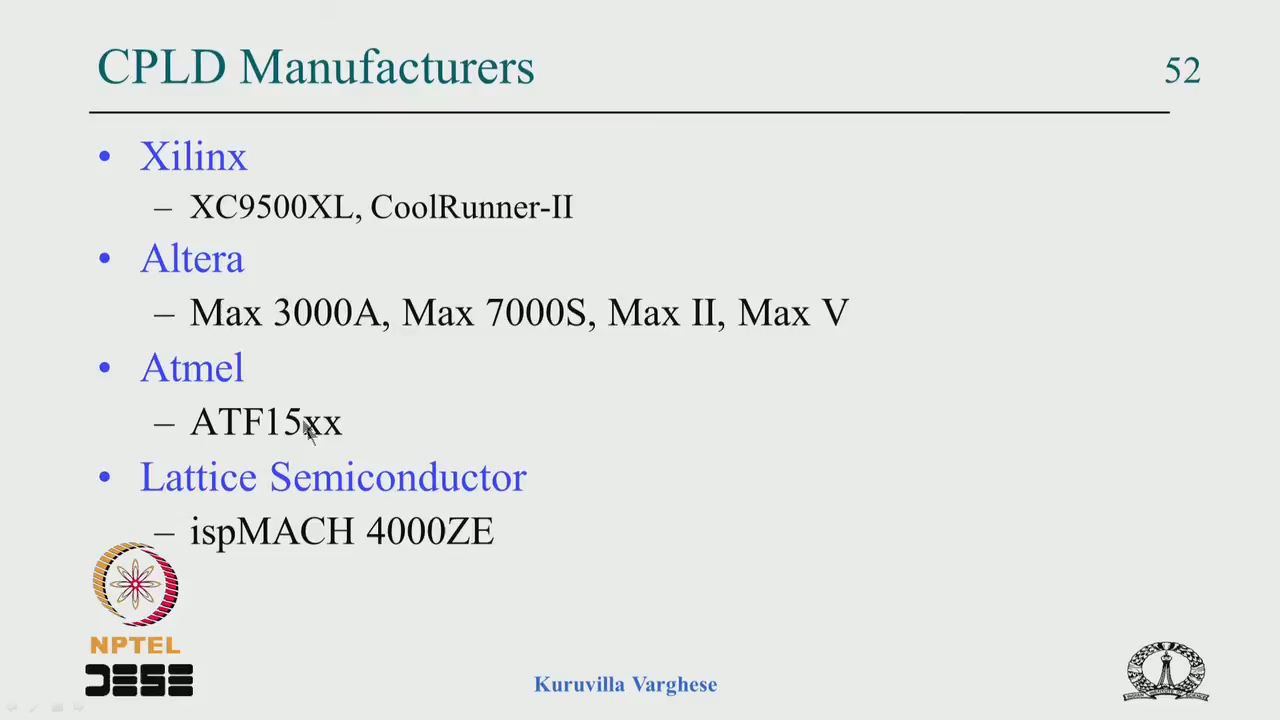 CPLD Manufacturers
52
• Xilinx
– XC9500XL, CoolRunner-II
• Altera
– Max 3000A, Max 7000S, Max II, Max V
• Atmel
– ATF15xx
• Lattice Semiconductor
– ispMACH 4000ZE
NPTEL
DESE
Kuruvilla Varghese